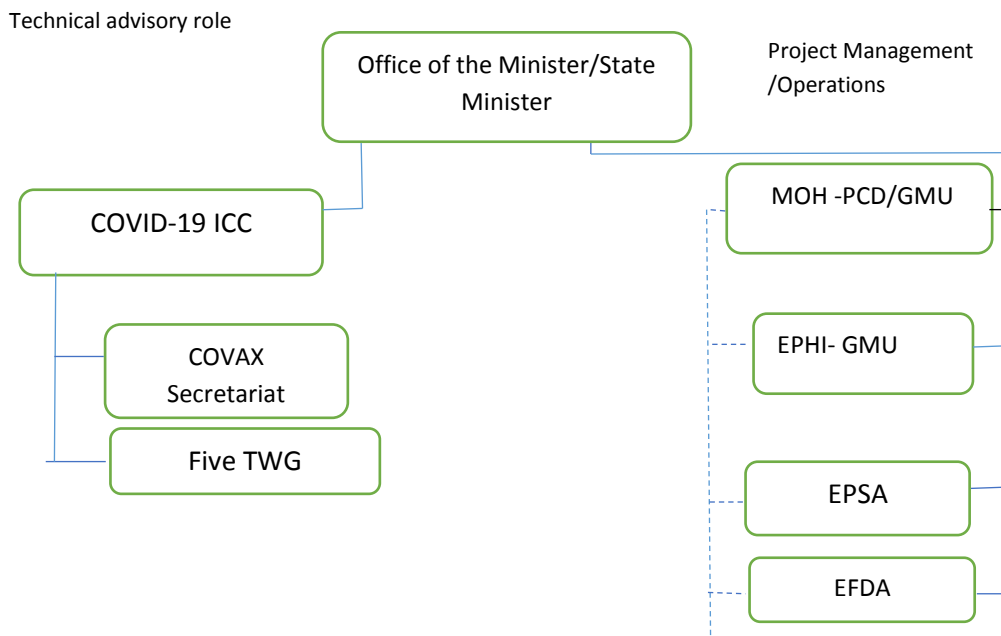 Technical advisory role
Office of the Minister/State
Minister
Project Management
/Operations
COVID-19 ICC
MOH -PCD/GMU
COVAX
Secretariat
EPHI- GMU
Five TWG
EPSA
EFDA